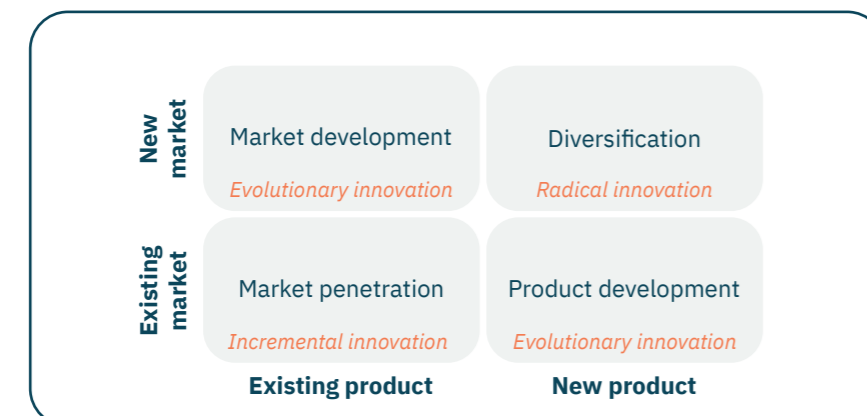 New
market
Market development
Evolutionary innovation
Diversification
Radical innovation
Existing
market
Market penetration
Incremental innovation
Product development
Evolutionary innovation
Existing product
New product